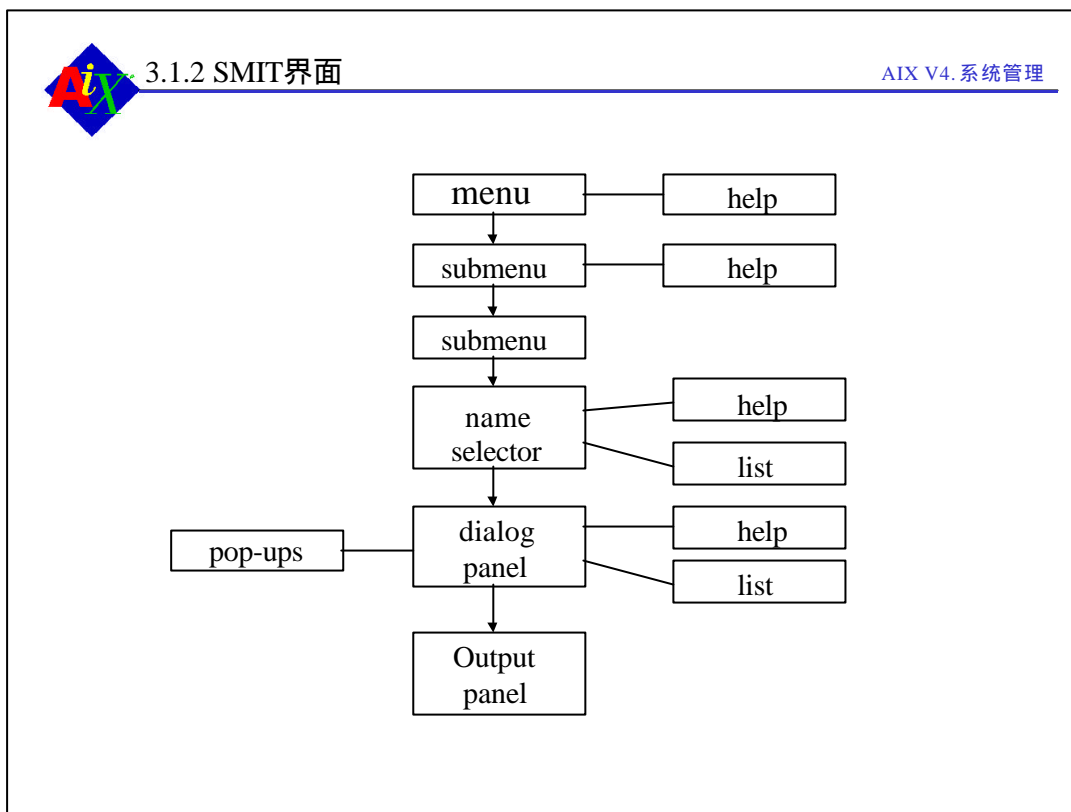 AiX
3.1.2 SMIT界面
AIX V4.系统管理
menu
help
submenu
help
submenu
name
selector
help
list
pop-ups
dialog
panel
help
list
Output
panel